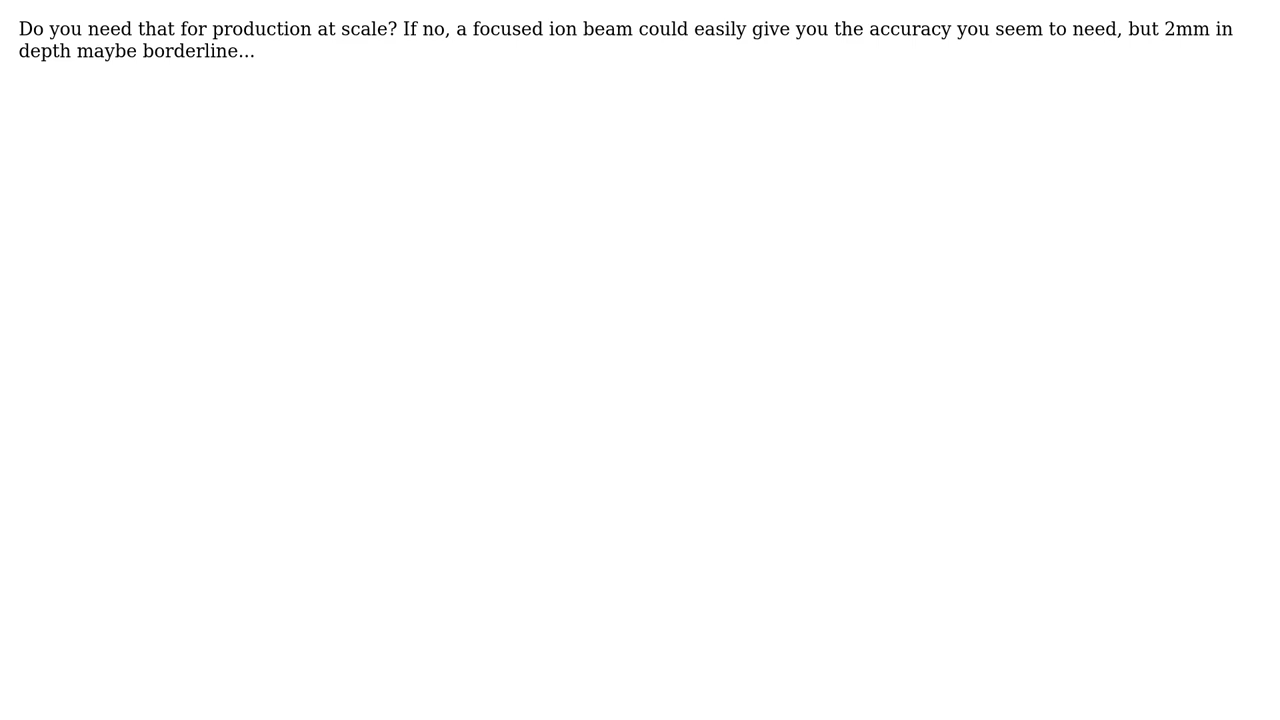 Do you need that for production at scale? If no, a focused ion beam could easily give you the accuracy you seem to need, but 2mm in
depth maybe borderline...